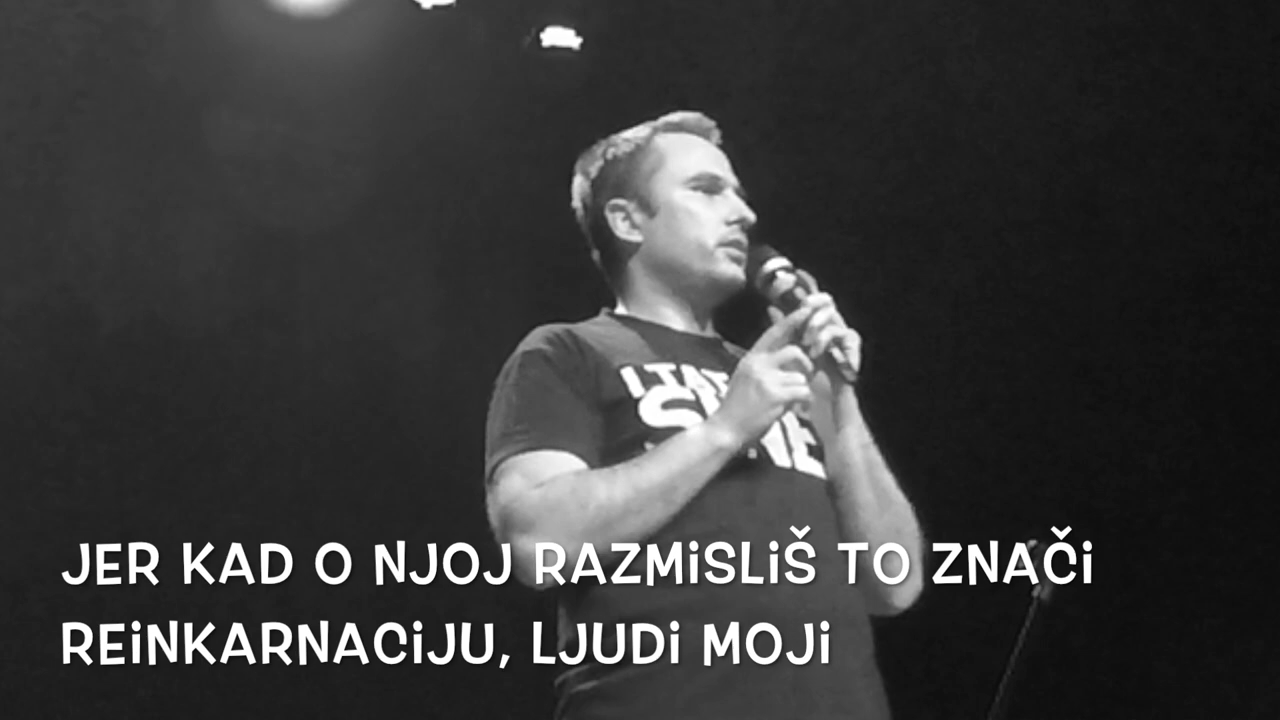 JER KAD O NJOJ RAZMiSLiŠ TO ZNAČi
REiNKARNACiJU, LJUDi MOJi